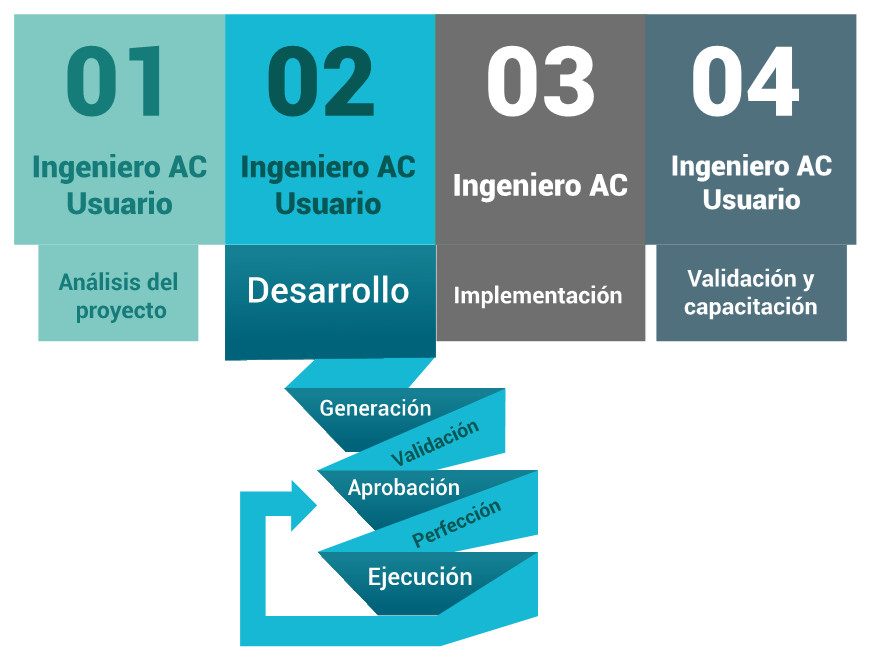 01
Ingeniero AC
Usuario
Análisis del
proyecto
02
Ingeniero AC
Usuario
Desarrollo
03
Ingeniero AC
Implementación
04
Ingeniero AC
Usuario
Validación y
capacitación
Generación
Validación
Aprobación
Perfección
Ejecución